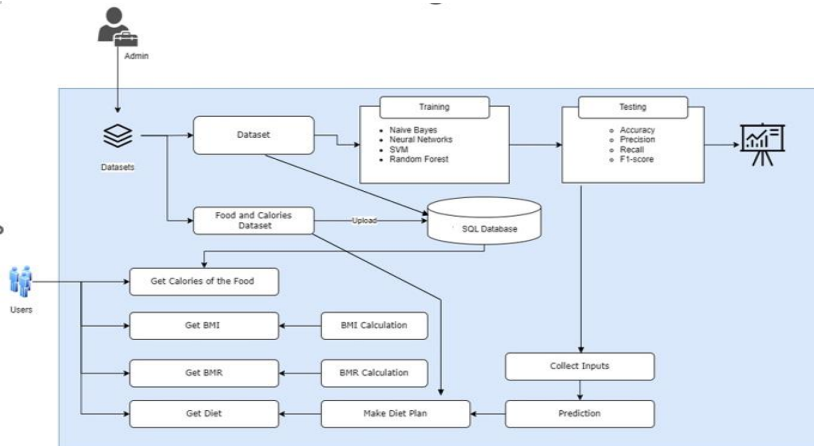 Admin
Training
Testing
Naive Bayes
Neural Networks
SVM
Random Forest
Accuracy
Precision
Recall
F1-score
Dataset
Datasets
Food and Calories
Dataset
Upload
SQL Database
Get Calories of the Food
Users
Get BMI
BMI Calculation
Get BMR
BMR Calculation
Collect Inputs
Get Diet
Make Diet Plan
Prediction